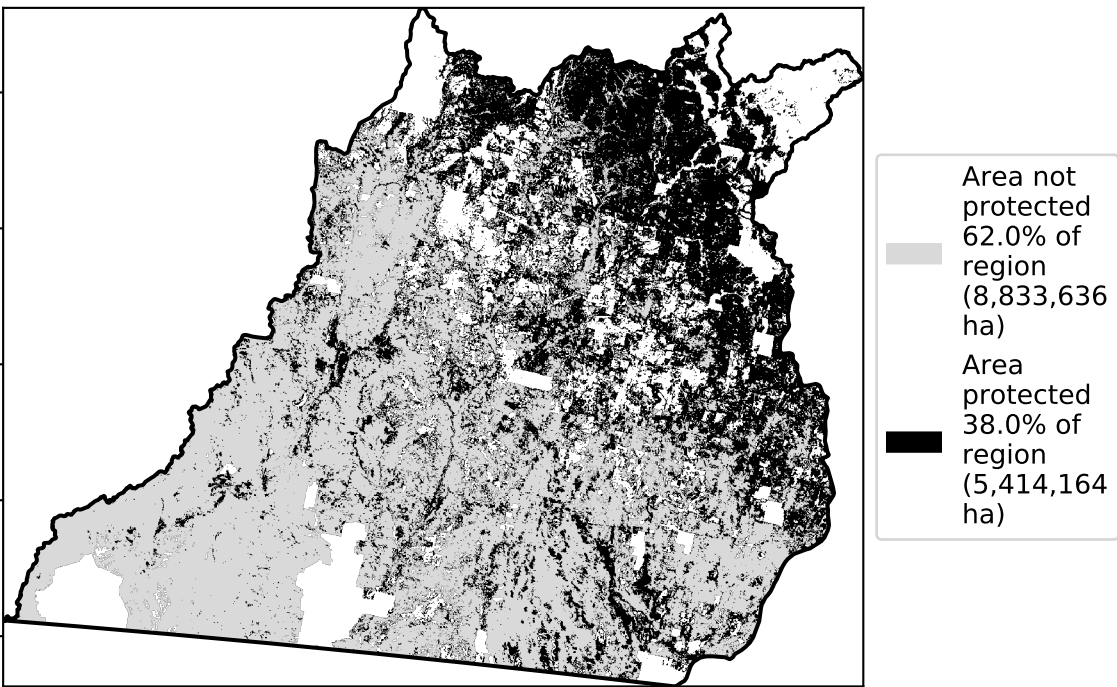 Area not
protected
62.0% of
region
(8,833,636
ha)
Area
protected
38.0% of
region
(5,414,164
ha)